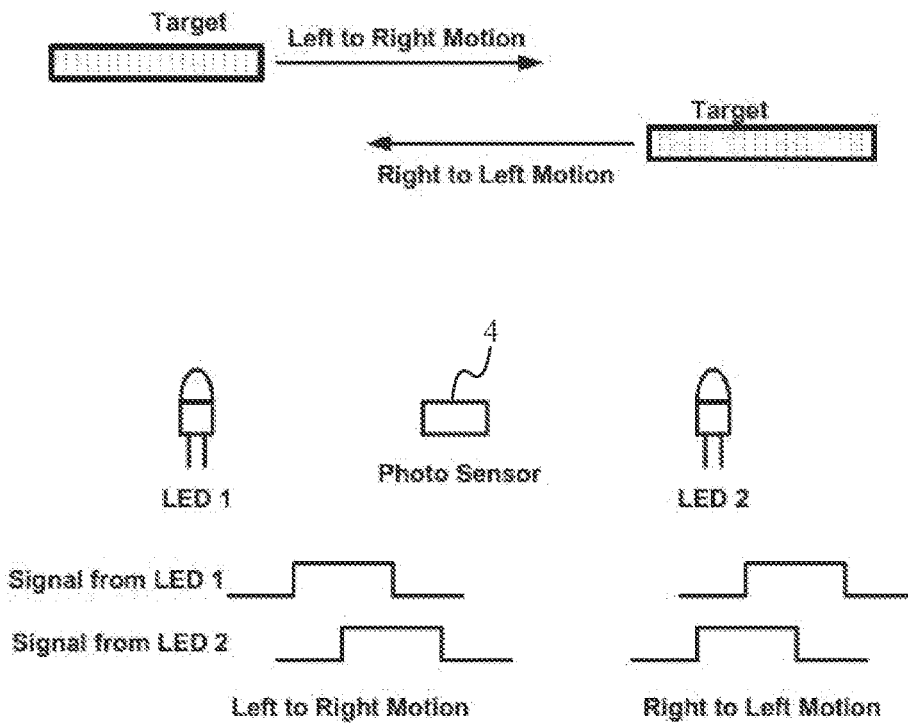 Target
Left to Right Motion
Target
Right to Left Motion
4
Photo Sensor
LED 1
LED 2
Signal from LED 1
Signal from LED 2
Left to Right Motion
Right to Left Motion